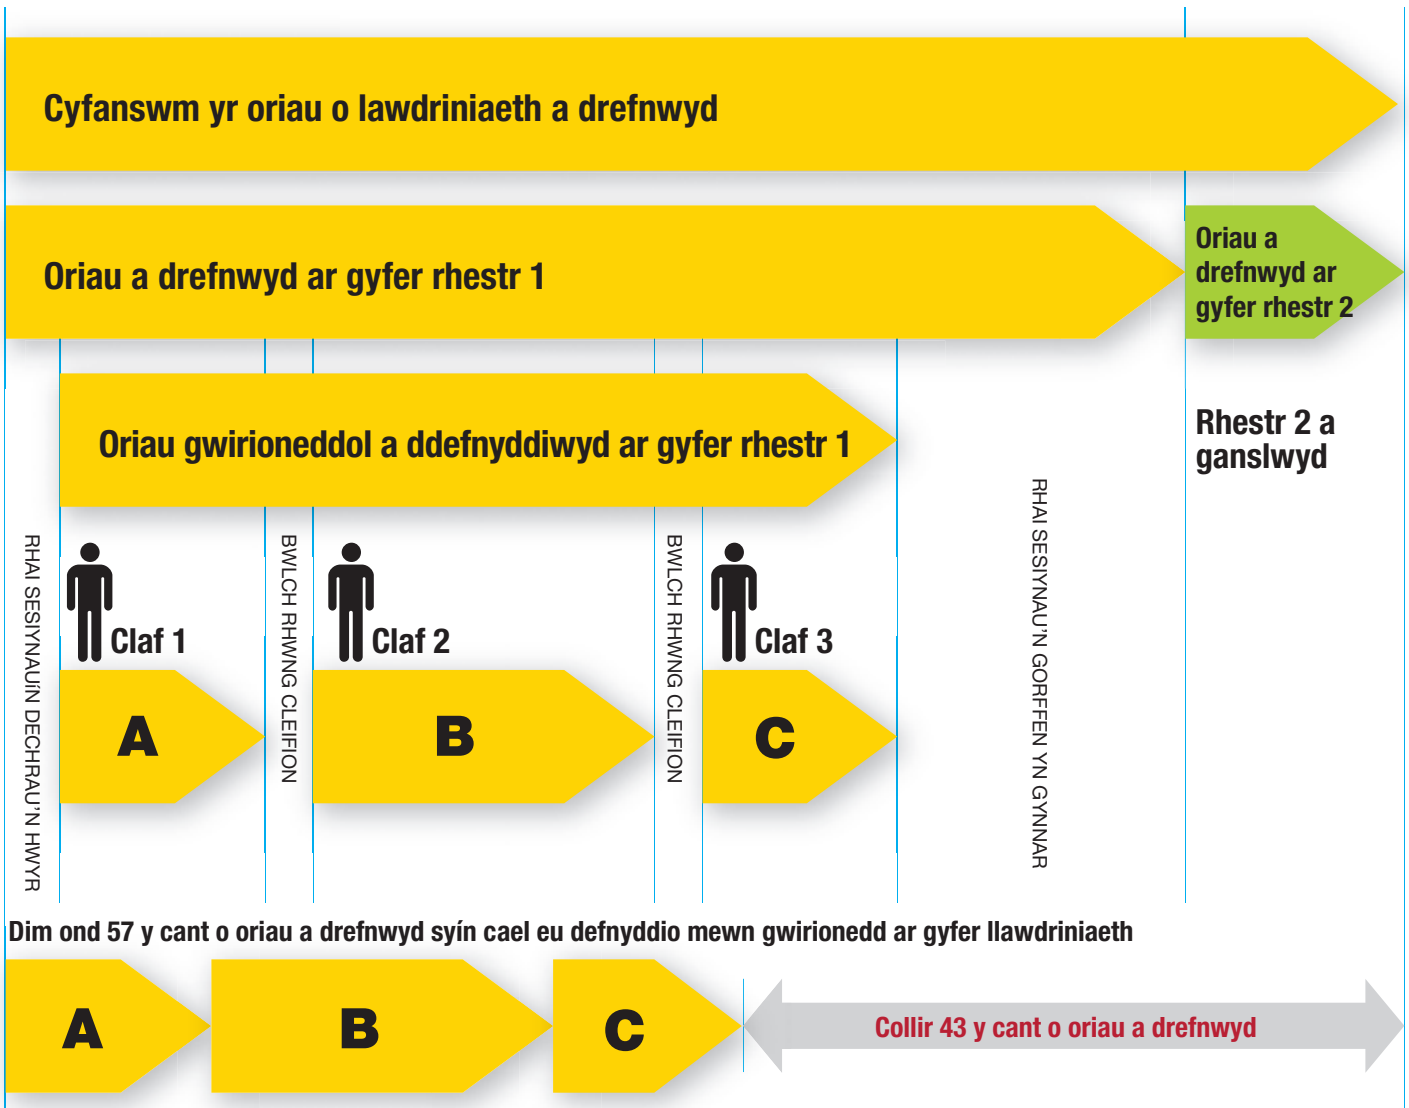 Cyfanswm yr oriau o lawdriniaeth a drefnwyd
Oriau a drefnwyd ar gyfer rhestr 1
Oriau a
drefnwyd ar
gyfer rhestr 2
Oriau gwirioneddol a ddefnyddiwyd ar gyfer rhestr 1
Rhestr 2 a
ganslwyd
RHAI SESIYNAUíN DECHRAU'N HWYR
Claf 1
BWLCH RHWNG CLEIFION
Claf 2
BWLCH RHWNG CLEIFION
Claf 3
RHAI SESIYNAU'N GORFFEN YN GYNNAR
A
B
C
Dim ond 57 y cant o oriau a drefnwyd syín cael eu defnyddio mewn gwirionedd ar gyfer llawdriniaeth
A
B
C
Collir 43 y cant o oriau a drefnwyd